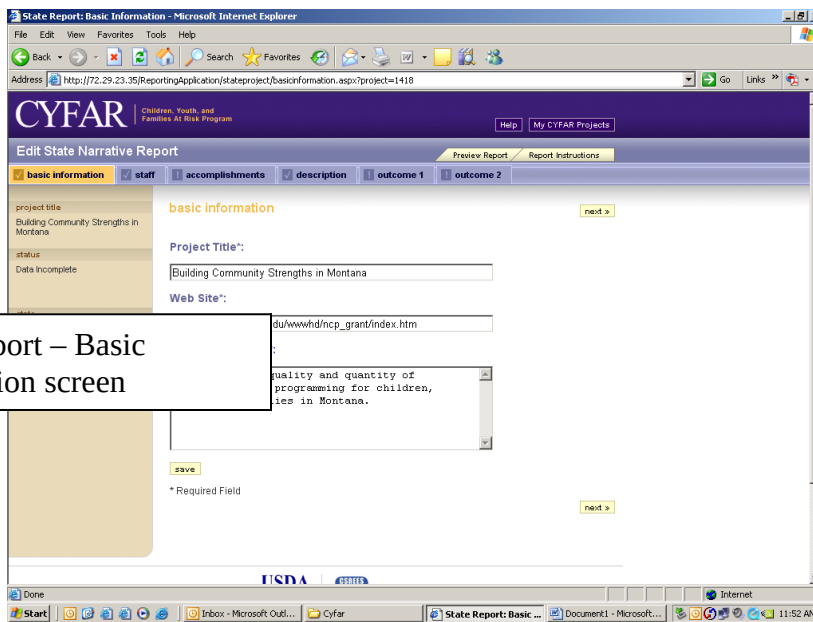 State Report: Basic Information - Microsoft Internet Explorer
File Edit View Favorites Tools Help
Back Search Favorites
Address http://72.29.23.35/ReportingApplication/stateproject/basicinformation.aspx?project=1418 Go Links »
CYFAR Children, Youth, and
Families At Risk Program
Help My CYFAR Projects
Edit State Narrative Report Preview Report Report Instructions
basic information staff accomplishments description outcome 1 outcome 2
project title
Building Community Strengths in
Montana
status
Data Incomplete
basic information next »
Project Title*:
Building Community Strengths in Montana
Web Site*:
du/wwwhd/ncp_grant/index.htm
port – Basic
ion screen
:
quality and quantity of
programming for children,
ies in Montana.
save
* Required Field
next »
USDA CSREES
Done Internet
Start Inbox - Microsoft Outl... Cyfar State Report: Basic ... Document1 - Microsoft... 11:52 AM